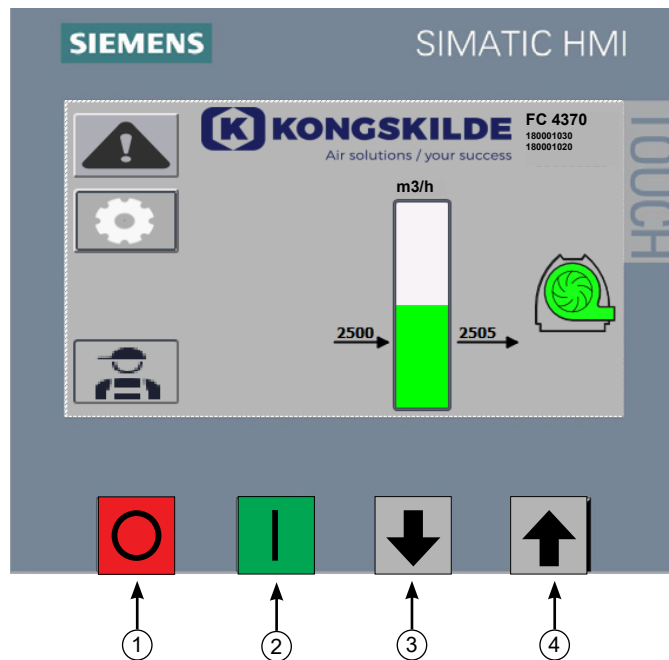 SIEMENS
SIMATIC HMI
TOUCH
K KONGSKILDE
Air solutions / your success
FC 4370
180001030
180001020
m3/h
2500
2505
1
2
3
4